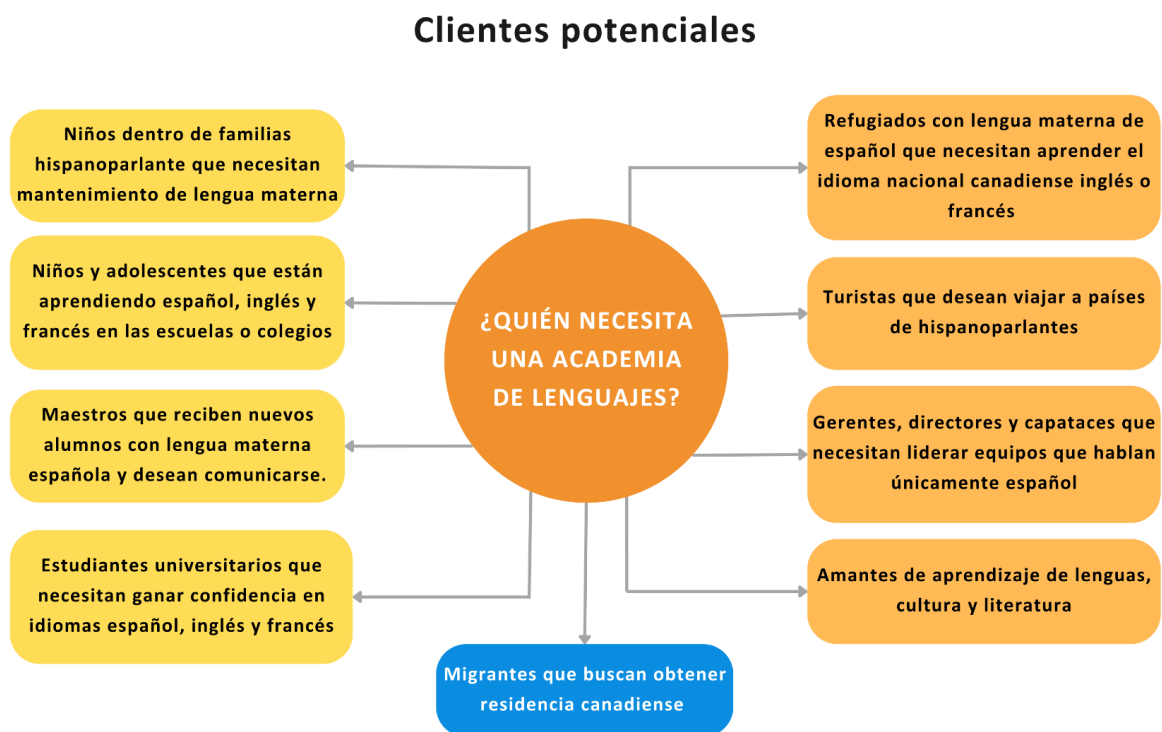 Clientes potenciales
Niños dentro de familias
hispanoparlante que necesitan
mantenimiento de lengua materna
Niños y adolescentes que están
aprendiendo español, inglés y
francés en las escuelas o colegios
Maestros que reciben nuevos
alumnos con lengua materna
española y desean comunicarse.
Estudiantes universitarios que
necesitan ganar confidencia en
idiomas español, inglés y francés
¿QUIÉN NECESITA
UNA ACADEMIA
DE LENGUAJES?
Migrantes que buscan obtener
residencia canadiense
Refugiados con lengua materna de
español que necesitan aprender el
idioma nacional canadiense inglés o
francés
Turistas que desean viajar a países
de hispanoparlantes
Gerentes, directores y capataces que
necesitan liderar equipos que hablan
únicamente español
Amantes de aprendizaje de lenguas,
cultura y literatura